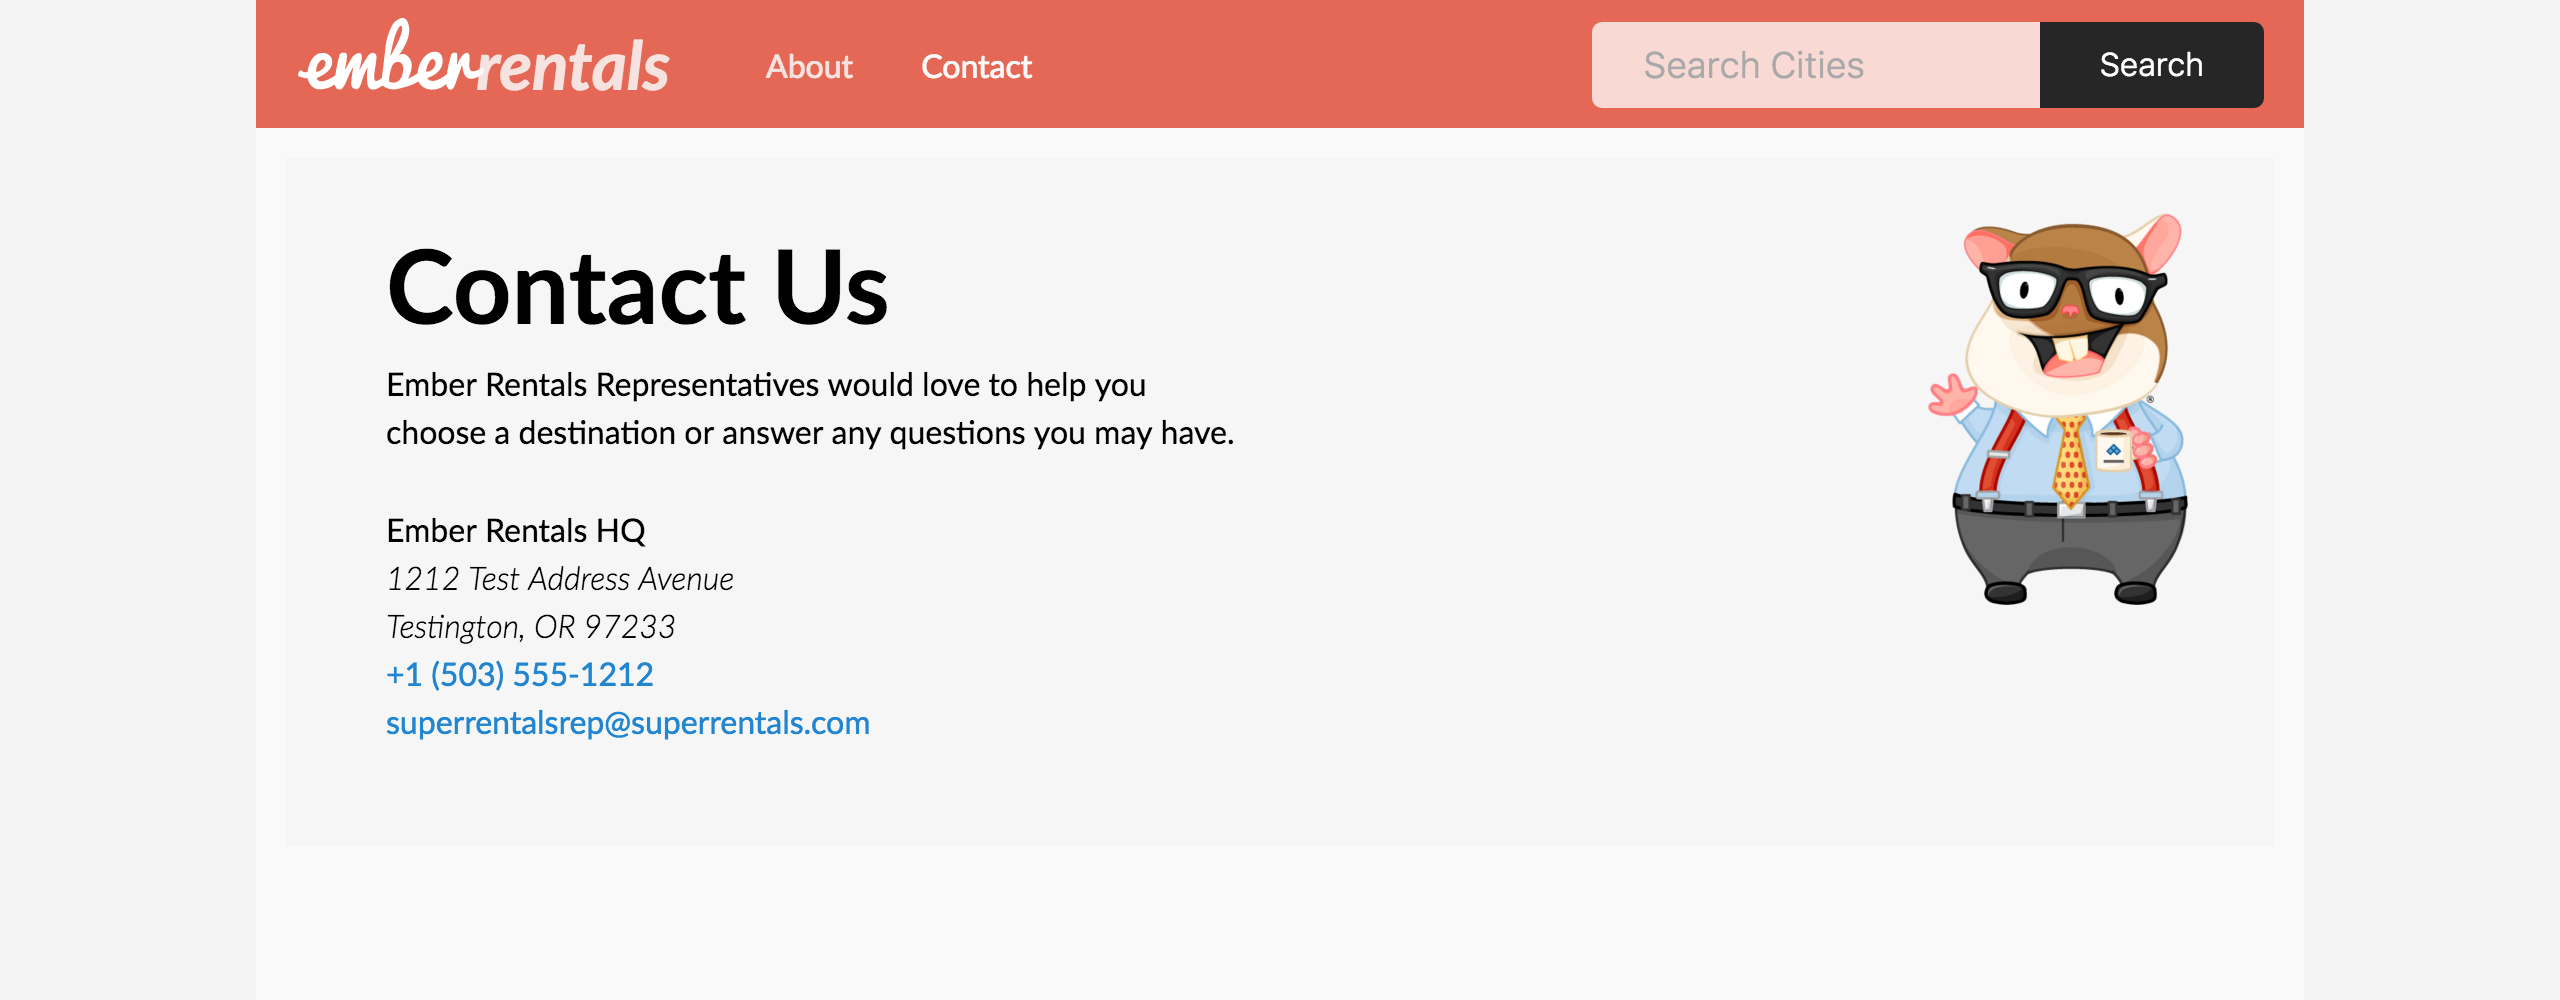 emberrentals
About
Contact
Search Cities
Search
Contact Us
Ember Rentals Representatives would love to help you
choose a destination or answer any questions you may have.
Ember Rentals HQ
1212 Test Address Avenue
Testington, OR 97233
+1 (503) 555-1212
superrentalsrep@superrentals.com
®